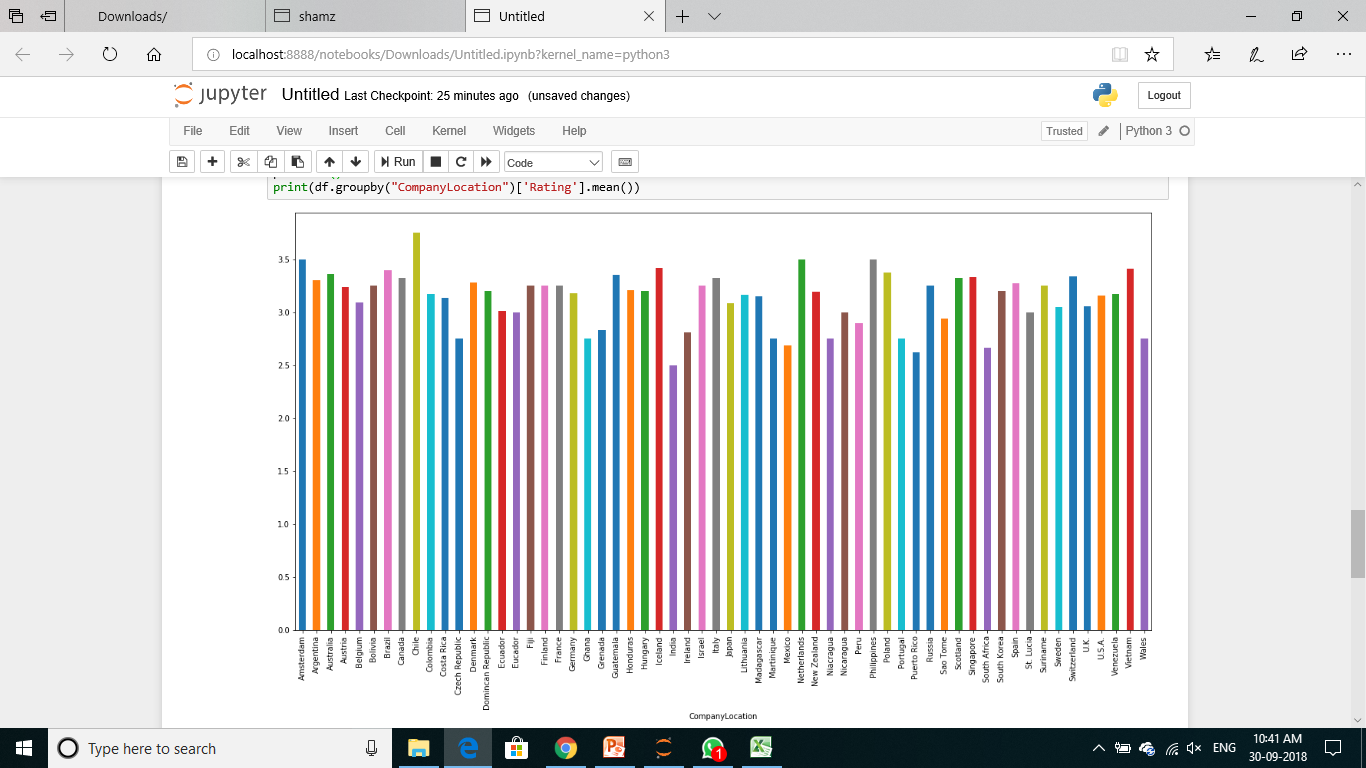 Downloads/
shamz
Untitled
localhost:8888/notebooks/Downloads/Untitled.ipynb?kernel_name=python3
jupyter Untitled Last Checkpoint: 25 minutes ago (unsaved changes)
Logout
File Edit View Insert Cell Kernel Widgets Help
Trusted
Python 3
Run
Code
print(df.groupby("CompanyLocation")['Rating'].mean())
3.5
3.0
2.5
2.0
1.5
1.0
0.5
0.0
Amsterdam
Argentina
Australia
Austria
Belgium
Bolivia
Brazil
Canada
Chile
Colombia
Costa Rica
Czech Republic
Denmark
Domincan Republic
Ecuador
Eucador
Fiji
Finland
France
Germany
Ghana
Grenada
Guatemala
Honduras
Hungary
Iceland
India
Ireland
Israel
Italy
Japan
Lithuania
Madagascar
Martinique
Mexico
Netherlands
New Zealand
Niacragua
Nicaragua
Peru
Philippines
Poland
Portugal
Puerto Rico
Russia
Sao Tome
Scotland
Singapore
South Africa
South Korea
Spain
St. Lucia
Suriname
Sweden
Switzerland
U.K.
U.S.A.
Venezuela
Vietnam
Wales
CompanyLocation
Type here to search
1
ENG
10:41 AM
30-09-2018